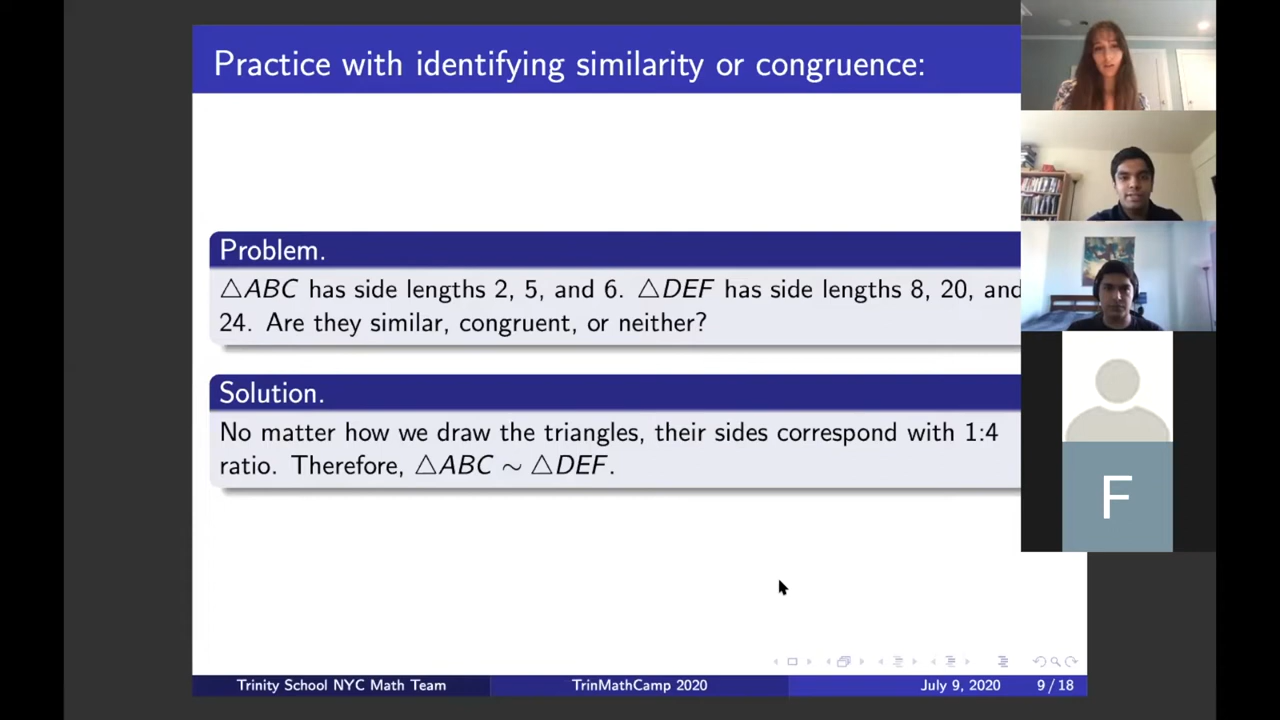 Practice with identifying similarity or congruence:
Problem.
△ABC has side lengths 2, 5, and 6. △DEF has side lengths 8, 20, and
24. Are they similar, congruent, or neither?
Solution.
No matter how we draw the triangles, their sides correspond with 1:4
ratio. Therefore, △ABC ∼ △DEF.
F
Trinity School NYC Math Team
TrinMathCamp 2020
July 9, 2020
9 / 18